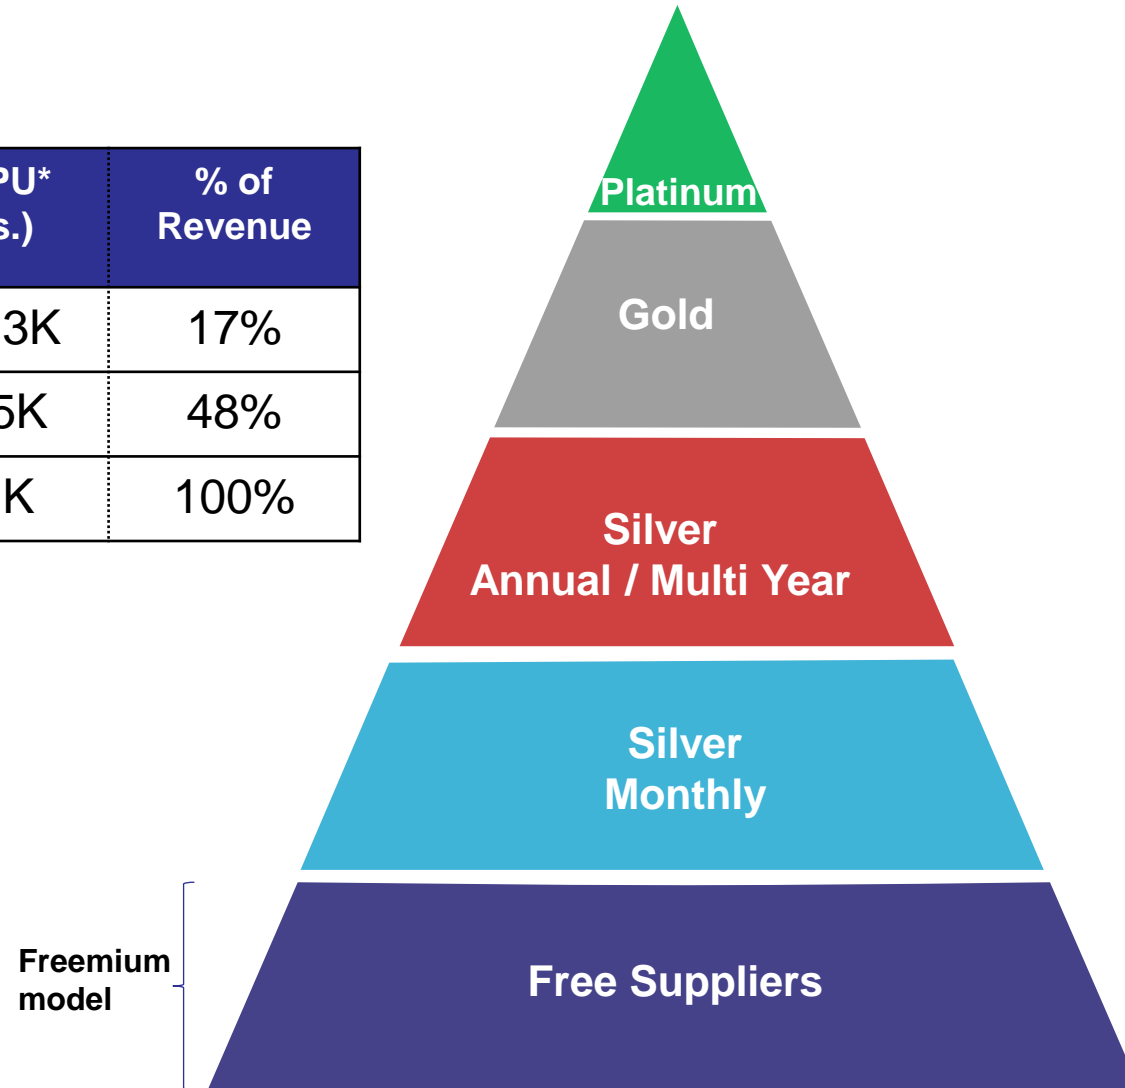 PU* % of
s.) Revenue
3K 17%
5K 48%
K 100%
Platinum
Gold
Silver
Annual / Multi Year
Silver
Monthly
Freemium
model
Free Suppliers